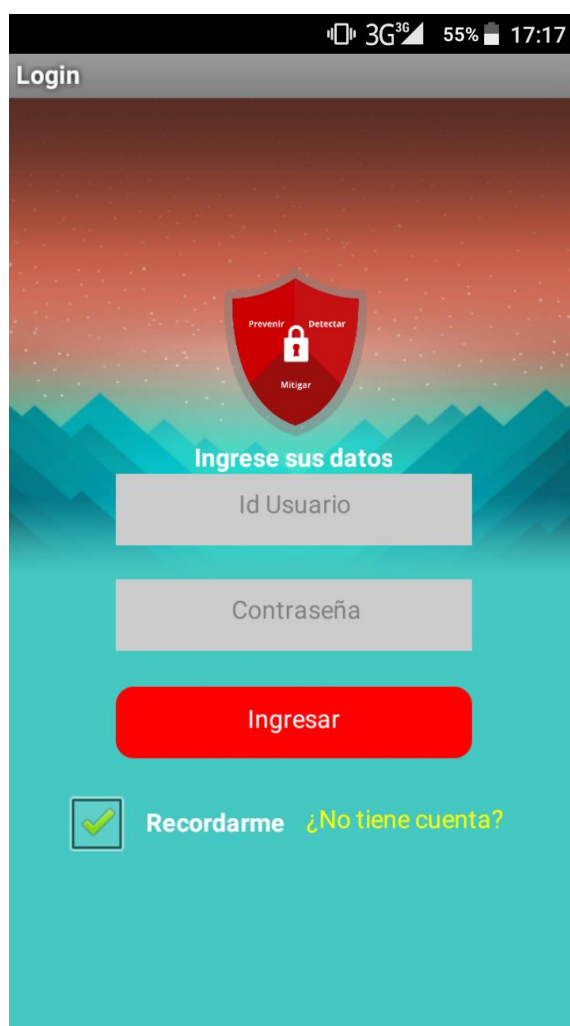 3G 3G 55% 17:17
Login
Prevenir Detectar
Mitigar
Ingrese sus datos
Id Usuario
Contraseña
Ingresar
Recordarme ¿No tiene cuenta?